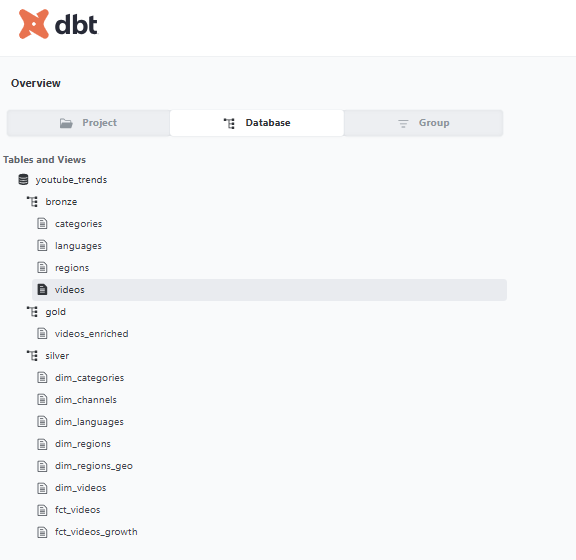 dbt
Overview
Project Database Group
Tables and Views
youtube_trends
bronze
categories
languages
regions
videos
gold
videos_enriched
silver
dim_categories
dim_channels
dim_languages
dim_regions
dim_regions_geo
dim_videos
fct_videos
fct_videos_growth